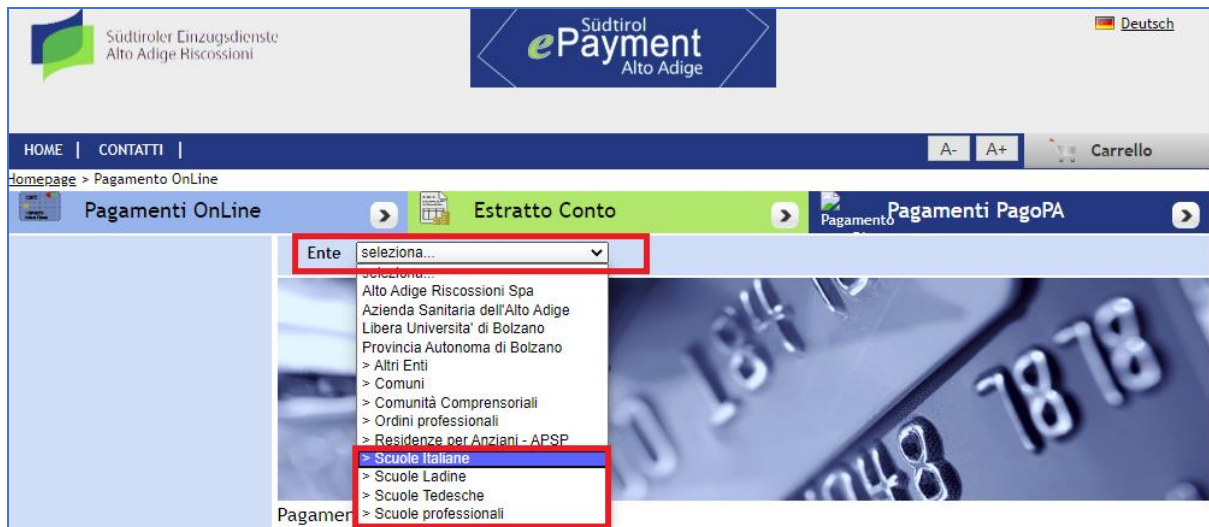 Südtiroler Einzugsdienste
Alto Adige Riscossioni
Südtirol
ePayment
Alto Adige
Deutsch
HOME | CONTATTI |
A- A+ Carrello
Homepage > Pagamento OnLine
Pagamenti OnLine
Estratto Conto
Pagamento
Pagamenti PagoPA
Ente seleziona...
seleziona...
Alto Adige Riscossioni Spa
Azienda Sanitaria dell'Alto Adige
Libera Universita' di Bolzano
Provincia Autonoma di Bolzano
> Altri Enti
> Comuni
> Comunità Comprensoriali
> Ordini professionali
> Residenze per Anziani - APSP
> Scuole Italiane
> Scuole Ladine
> Scuole Tedesche
> Scuole professionali